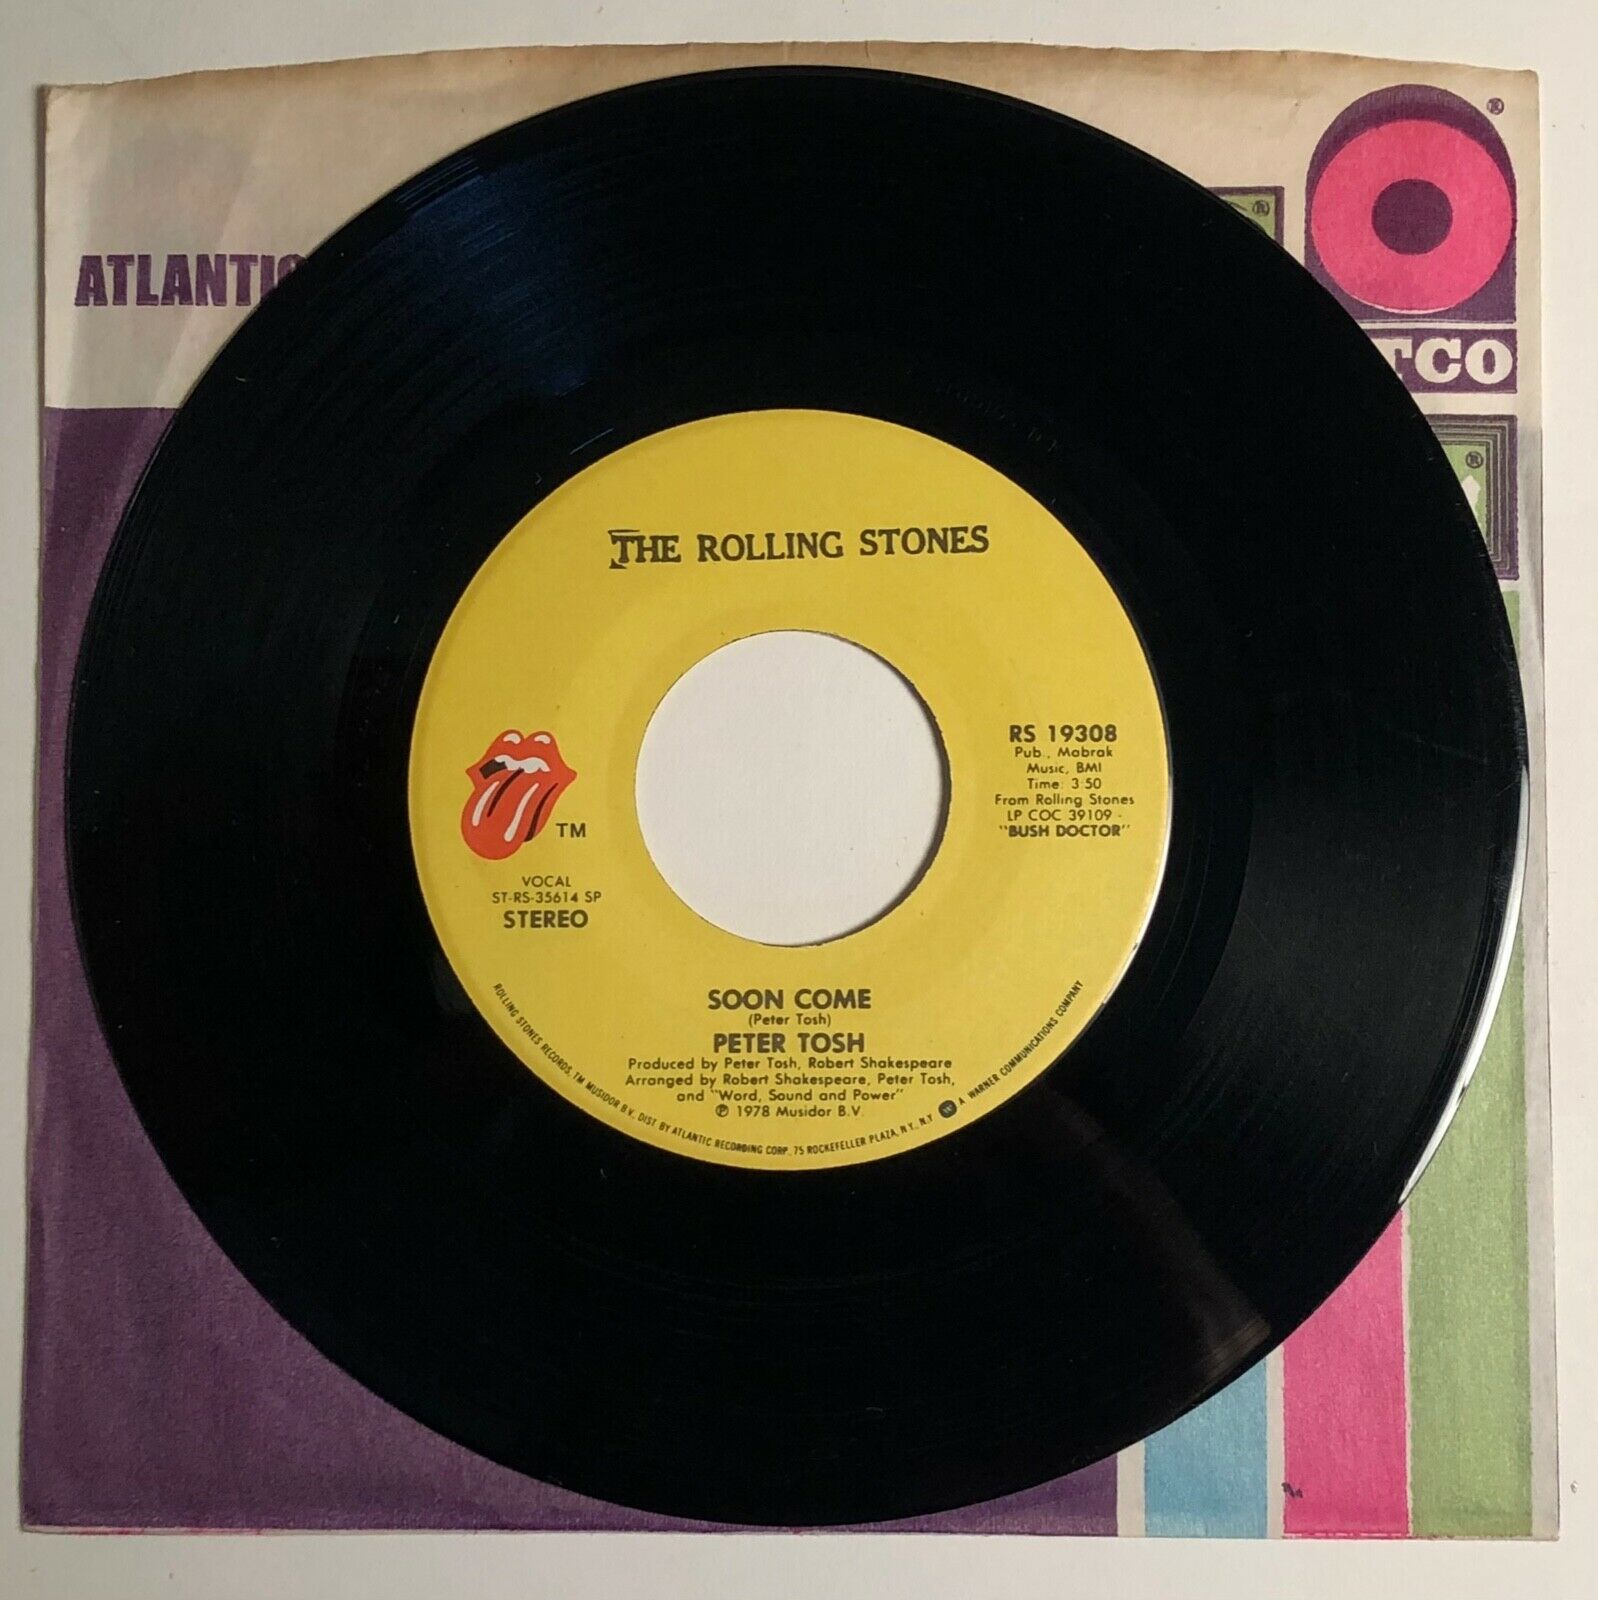 ®
ATLANTIC
®
TCO
®
THE ROLLING STONES
RS 19308
Pub., Mabrak
Music, BMI
Time: 3:50
From Rolling Stones
LP COC 39109 -
"BUSH DOCTOR"
TM
VOCAL
ST-RS-35614 SP
STEREO
SOON COME
(Peter Tosh)
PETER TOSH
Produced by Peter Tosh, Robert Shakespeare
Arranged by Robert Shakespeare, Peter Tosh,
and "Word, Sound and Power"
℗ 1978 Musidor B.V.
ROLLING STONES RECORDS, TM MUSIDOR B.V. DIST. BY ATLANTIC RECORDING CORP. 75 ROCKEFELLER PLAZA, N.Y., N.Y. A WARNER COMMUNICATIONS COMPANY